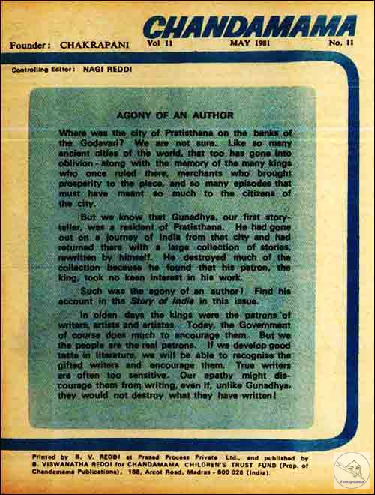 CHANDAMAMA
Founder: CHAKRAPANI Vol 11 MAY 1981 No. 11
Controlling Editor: NAGI REDDI
AGONY OF AN AUTHOR
Where was the city of Pratisthana on the banks of
the Godavari? We are not sure. Like so many
ancient cities of the world, that too has gone into
oblivion - along with the memory of the many kings
who once ruled there, merchants who brought
prosperity to the place, and so many episodes that
must have meant so much to the citizens of
the city.
But we know that Gunadhya, our first story-
teller, was a resident of Pratisthana. He had gone
out on a journey of India from that city and had
returned there with a large collection of stories,
rewritten by himself. He destroyed much of the
collection because he found that his patron, the
king, took no keen interest in his work.
Such was the agony of an author! Find his
account in the Story of India in this issue.
In olden days the kings were the patrons of
writers, artists and artistes. Today, the Government
of course does much to encourage them. But we
the people are the real patrons. If we develop good
taste in literature, we will be able to recognise the
gifted writers and encourage them. True writers
are often too sensitive. Our apathy might dis-
courage them from writing, even if, unlike Gunadhya,
they would not destroy what they have written!
Printed by B. V. REDDI at Prasad Process Private Ltd., and published by
B. VISWANATHA REDDI for CHANDAMAMA CHILDREN'S TRUST FUND (Prop. of
Chandamama Publications), 188, Arcot Road, Madras - 600 026 (India).